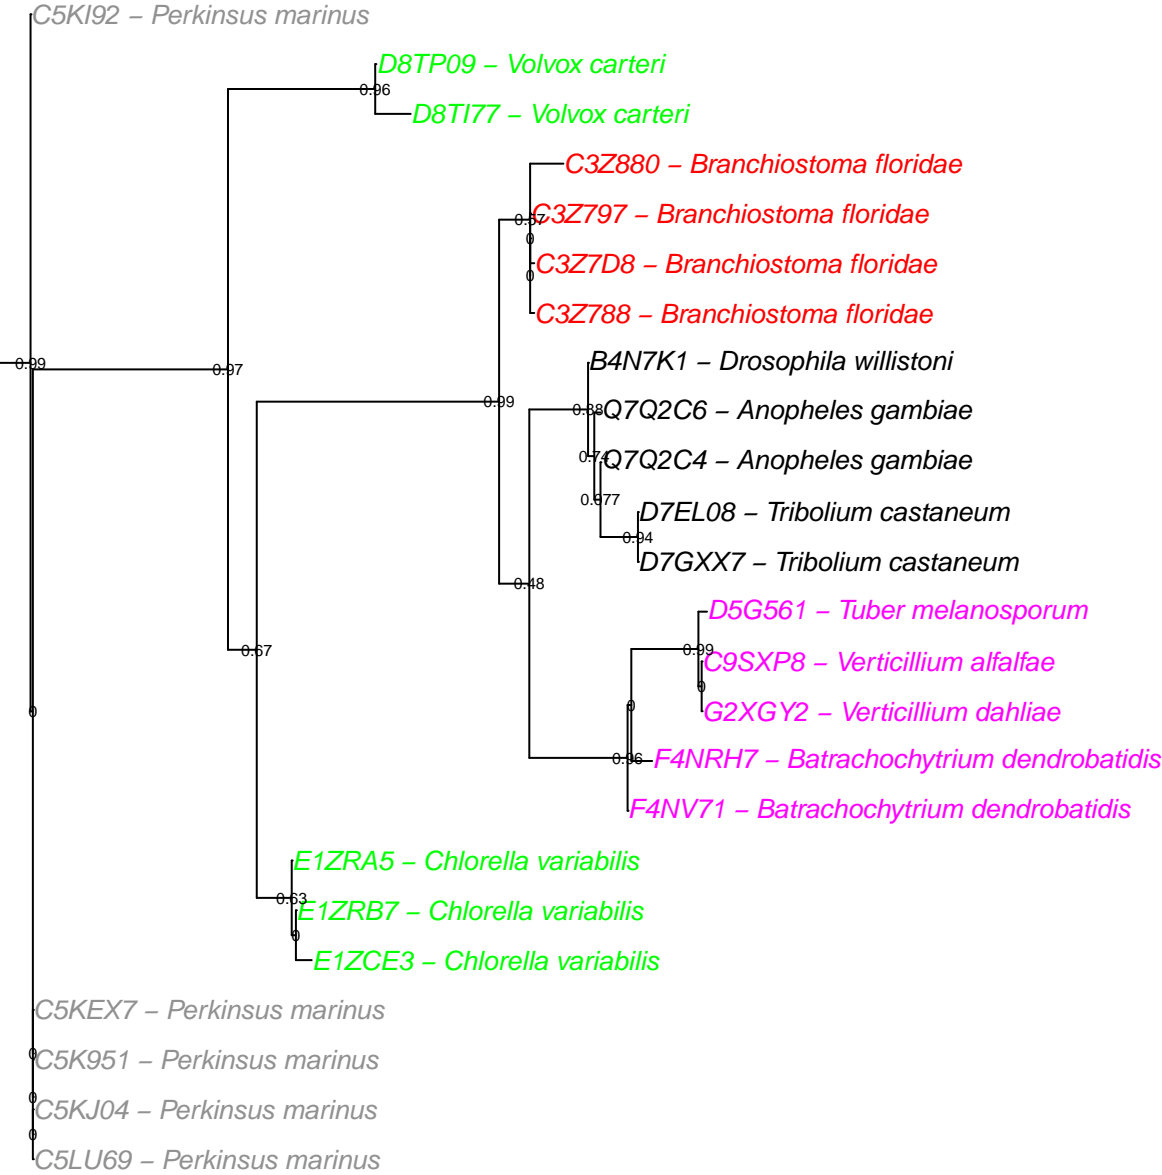 C5KI92 – Perkinsus marinus
D8TP09 – Volvox carteri
0.96
D8TI77 – Volvox carteri
C3Z880 – Branchiostoma floridae
C3Z797 – Branchiostoma floridae
0
C3Z7D8 – Branchiostoma floridae
0
C3Z788 – Branchiostoma floridae
B4N7K1 – Drosophila willistoni
0.99
0.97
0.99
0.88 Q7Q2C6 – Anopheles gambiae
0.74 Q7Q2C4 – Anopheles gambiae
0.077
D7EL08 – Tribolium castaneum
0.94
D7GXX7 – Tribolium castaneum
0.48
D5G561 – Tuber melanosporum
0.67
0.99
C9SXP8 – Verticillium alfalfae
0
0
0
G2XGY2 – Verticillium dahliae
F4NRH7 – Batrachochytrium dendrobatidis
F4NV71 – Batrachochytrium dendrobatidis
E1ZRA5 – Chlorella variabilis
0.63
E1ZRB7 – Chlorella variabilis
0
E1ZCE3 – Chlorella variabilis
C5KEX7 – Perkinsus marinus
0
C5K951 – Perkinsus marinus
0
C5KJ04 – Perkinsus marinus
0
C5LU69 – Perkinsus marinus